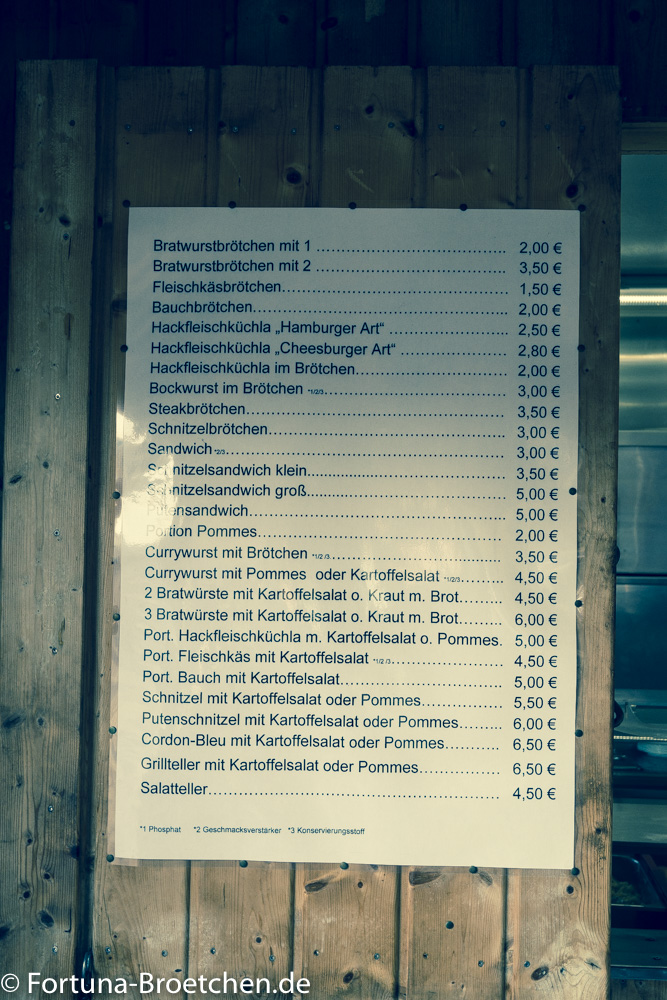 Bratwurstbrötchen mit 1 ........................................ 2,00 €
Bratwurstbrötchen mit 2 ........................................ 3,50 €
Fleischkäsbrötchen........................................ 1,50 €
Bauchbrötchen........................................ 2,00 €
Hackfleischküchla „Hamburger Art“ ........................ 2,50 €
Hackfleischküchla „Cheesburger Art“ ..................... 2,80 €
Hackfleischküchla im Brötchen.............................. 2,00 €
Bockwurst im Brötchen *1/2/3.................................. 3,00 €
Steakbrötchen........................................ 3,50 €
Schnitzelbrötchen........................................ 3,00 €
Sandwich *2/3........................................ 3,00 €
Schnitzelsandwich klein........................................ 3,50 €
Schnitzelsandwich groß........................................ 5,00 €
Putensandwich........................................ 5,00 €
Portion Pommes........................................ 2,00 €
Currywurst mit Brötchen *1/2 /3................................. 3,50 €
Currywurst mit Pommes oder Kartoffelsalat *1/2/3......... 4,50 €
2 Bratwürste mit Kartoffelsalat o. Kraut m. Brot......... 4,50 €
3 Bratwürste mit Kartoffelsalat o. Kraut m. Brot......... 6,00 €
Port. Hackfleischküchla m. Kartoffelsalat o. Pommes. 5,00 €
Port. Fleischkäs mit Kartoffelsalat *1/2 /3..................... 4,50 €
Port. Bauch mit Kartoffelsalat................................. 5,00 €
Schnitzel mit Kartoffelsalat oder Pommes................ 5,50 €
Putenschnitzel mit Kartoffelsalat oder Pommes......... 6,00 €
Cordon-Bleu mit Kartoffelsalat oder Pommes........... 6,50 €
Grillteller mit Kartoffelsalat oder Pommes................ 6,50 €
Salatteller........................................ 4,50 €
*1 Phosphat *2 Geschmacksverstärker *3 Konservierungsstoff
© Fortuna-Broetchen.de